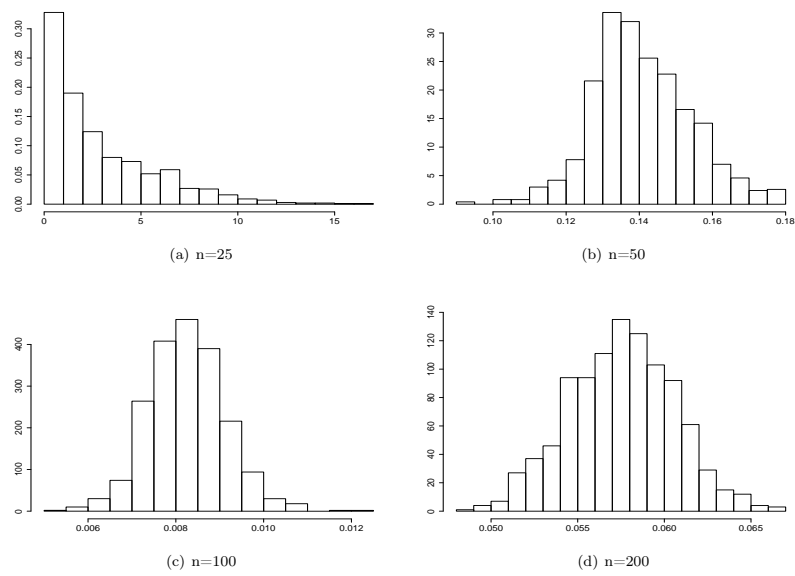 0.00 0.05 0.10 0.15 0.20 0.25 0.30
0 5 10 15
(a) n=25
0 5 10 15 20 25 30
0.10 0.12 0.14 0.16 0.18
(b) n=50
0 100 200 300 400
0.006 0.008 0.010 0.012
(c) n=100
0 20 40 60 80 100 120 140
0.050 0.055 0.060 0.065
(d) n=200